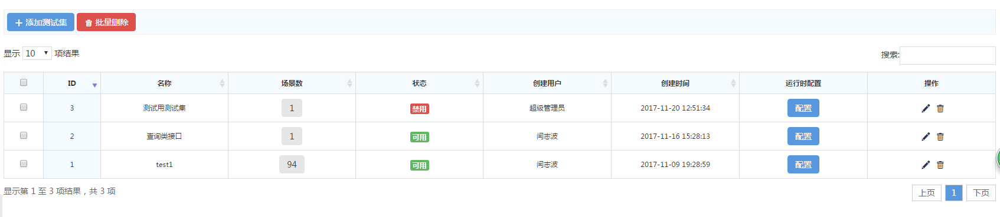 添加测试集 批量删除
显示 10 项结果 搜索:
ID 名称 场景数 状态 创建用户 创建时间 运行时配置 操作
3 测试用测试集 1 禁用 超级管理员 2017-11-20 12:51:34 配置
2 查询类接口 1 可用 闫志波 2017-11-16 15:28:13 配置
1 test1 94 可用 闫志波 2017-11-09 19:28:59 配置
显示第 1 至 3 项结果，共 3 项 上页 1 下页